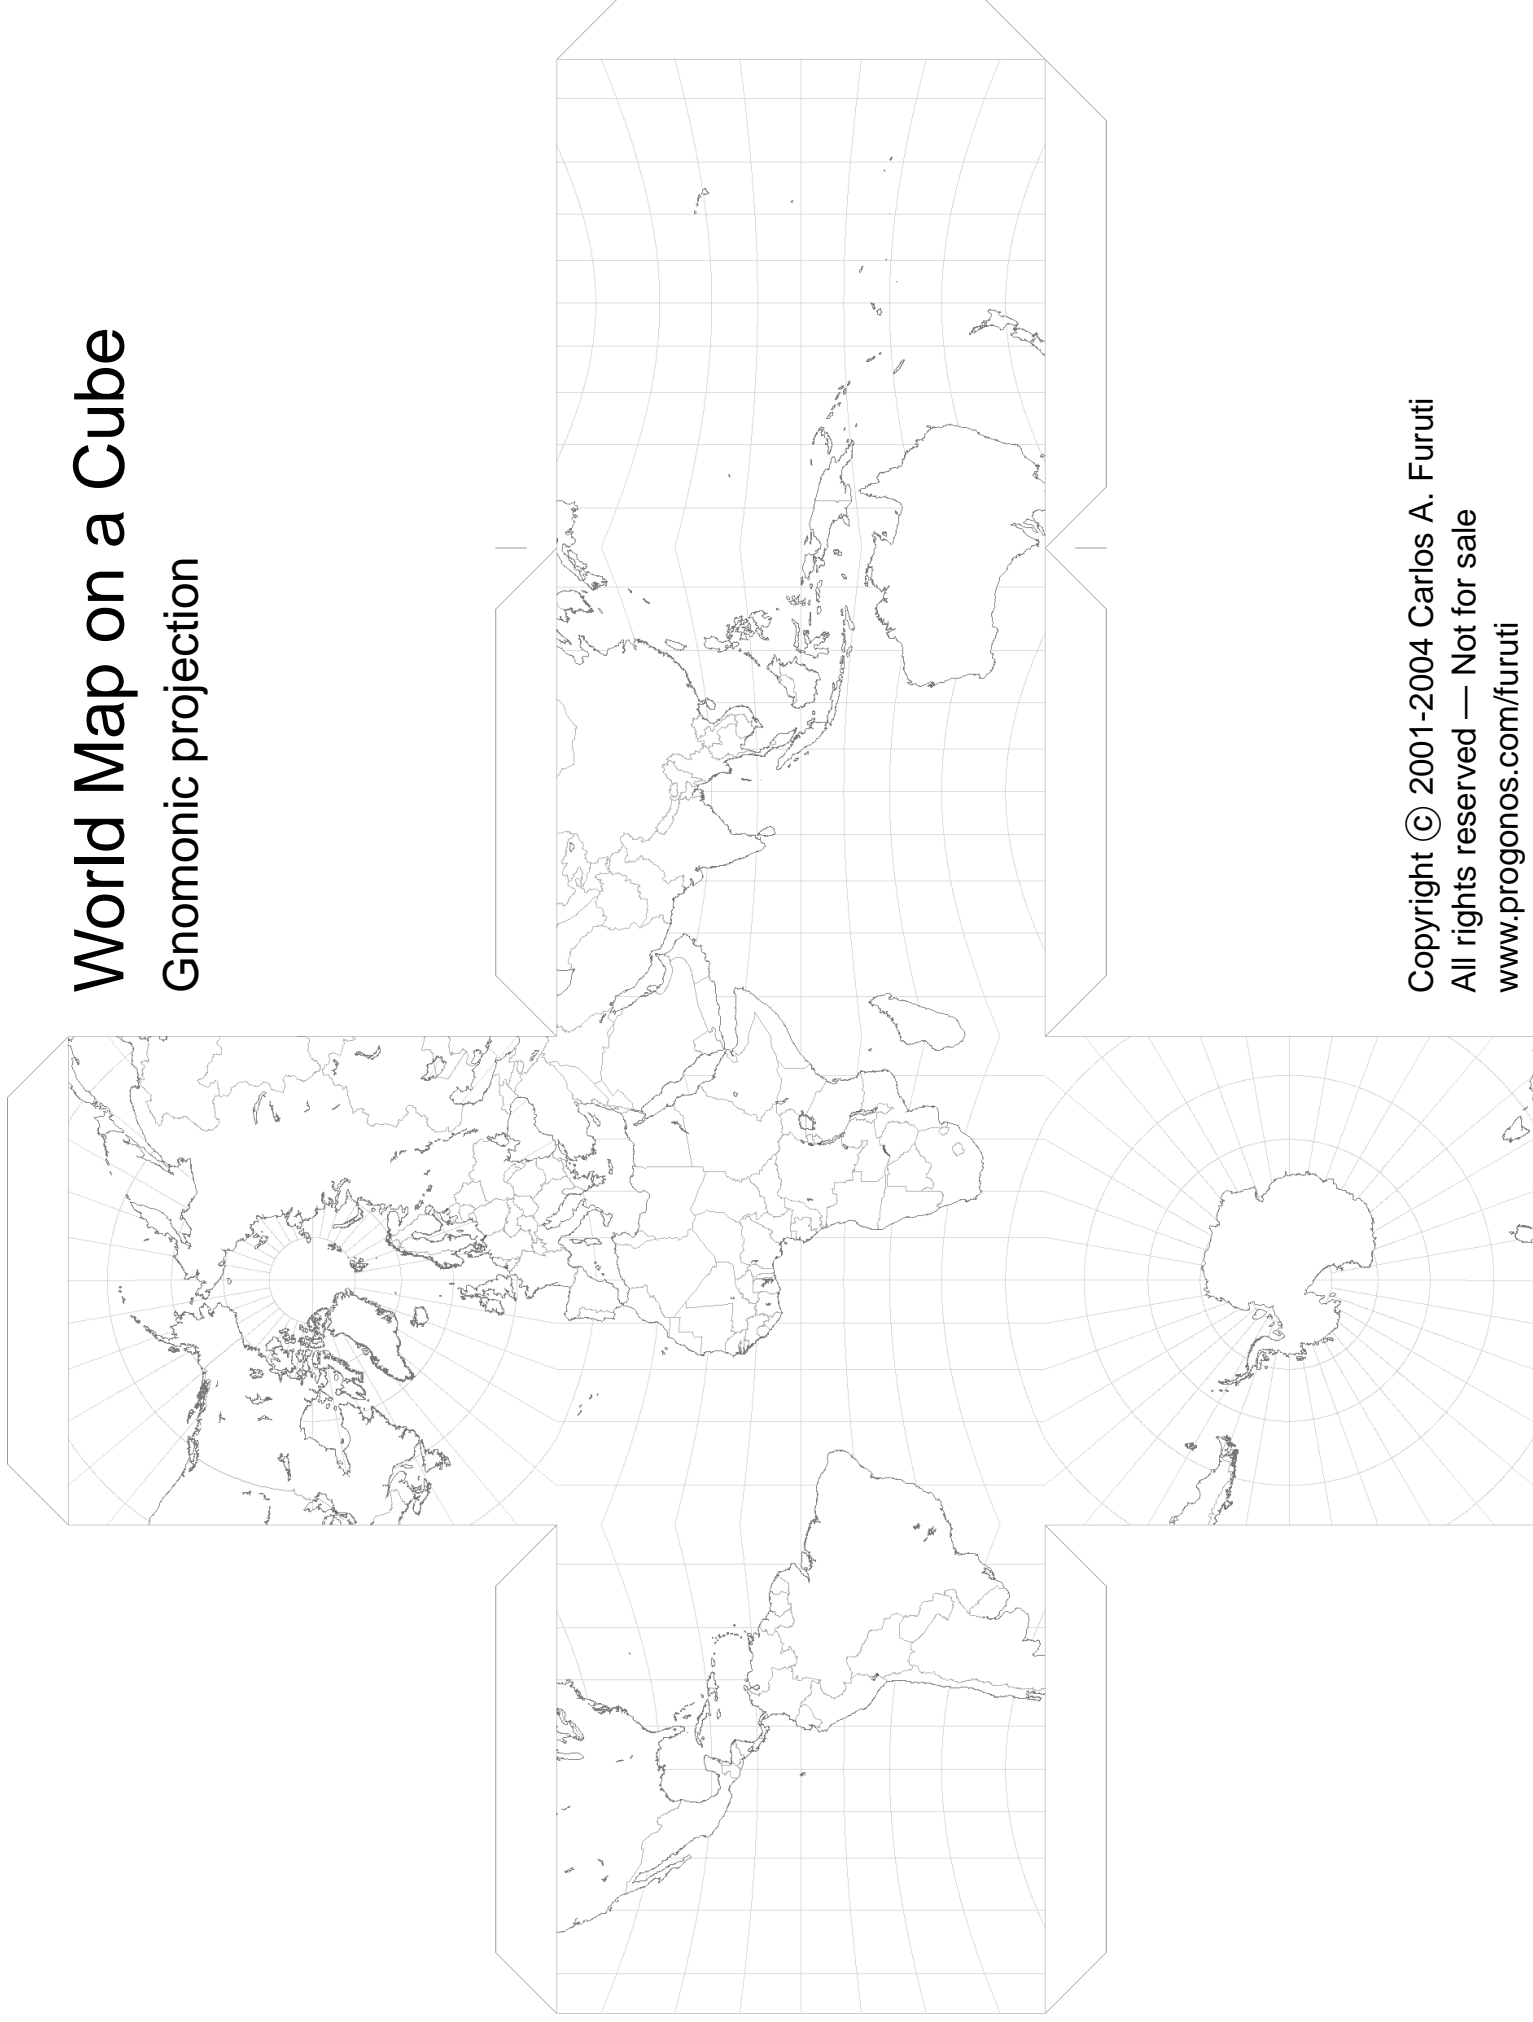 World Map on a Cube
Gnomonic projection
Copyright © 2001-2004 Carlos A. Furuti
All rights reserved — Not for sale
www.progonos.com/furuti